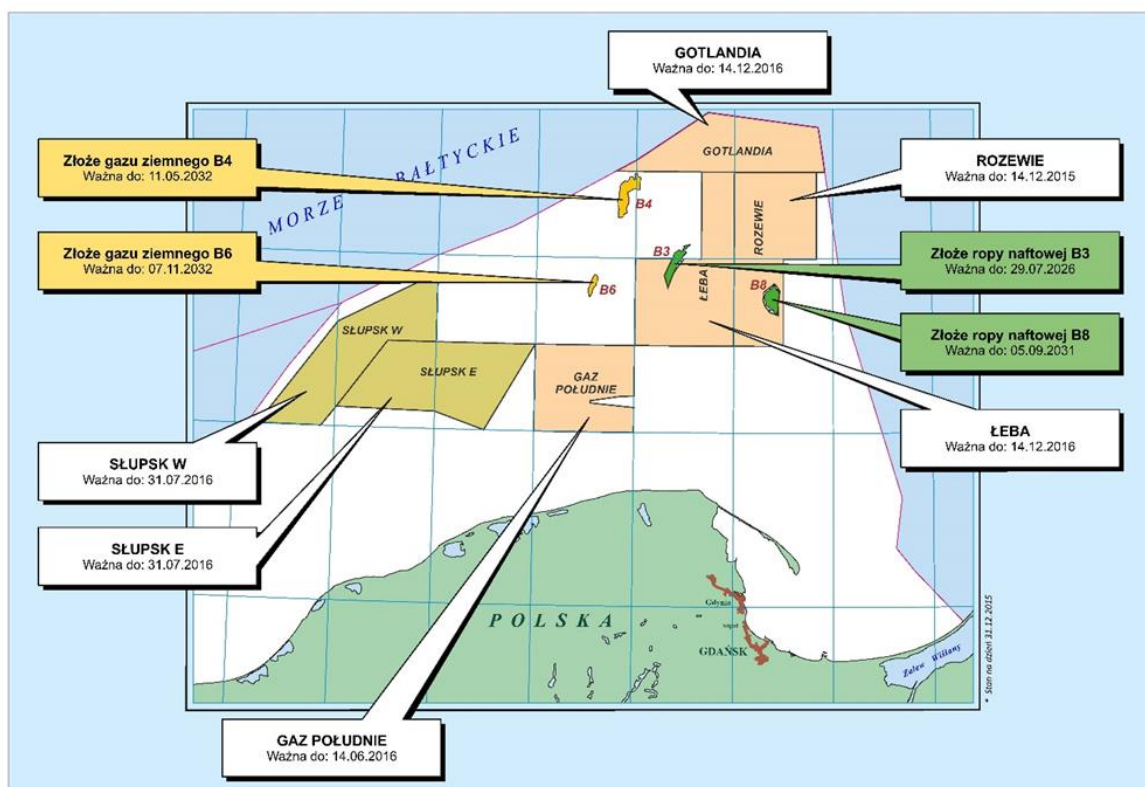 GOTLANDIA
Ważna do: 14.12.2016
Złoże gazu ziemnego B4
Ważna do: 11.05.2032
ROZEWIE
Ważna do: 14.12.2015
Złoże gazu ziemnego B6
Ważna do: 07.11.2032
Złoże ropy naftowej B3
Ważna do: 29.07.2026
Złoże ropy naftowej B8
Ważna do: 05.09.2031
ŁEBA
Ważna do: 14.12.2016
SŁUPSK W
Ważna do: 31.07.2016
SŁUPSK E
Ważna do: 31.07.2016
GAZ POŁUDNIE
Ważna do: 14.06.2016
MORZE BAŁTYCKIE
GOTLANDIA
B4
ROZEWIE
B3
ŁEBA
B8
B6
SŁUPSK W
SŁUPSK E
GAZ
POŁUDNIE
POLSKA
Gdynia
GDAŃSK
Zalew Wiślany
* Stan na dzień 31.12.2015